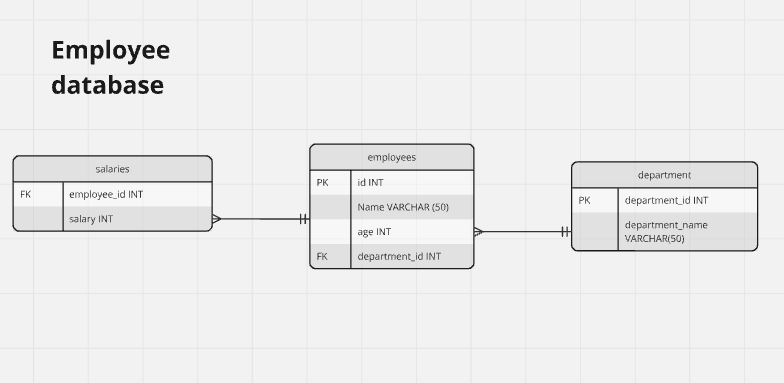 Employee
database
salaries
FK employee_id INT
salary INT
employees
PK id INT
Name VARCHAR (50)
age INT
FK department_id INT
department
PK department_id INT
department_name
VARCHAR(50)